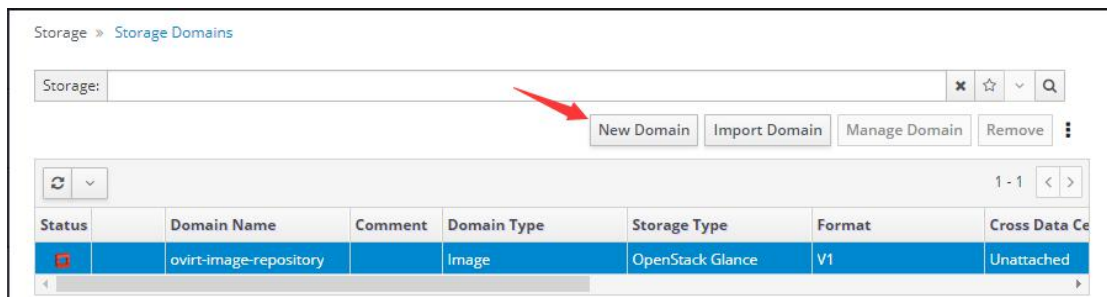 Storage » Storage Domains
Storage:
New Domain Import Domain Manage Domain Remove
1 - 1
Status Domain Name Comment Domain Type Storage Type Format Cross Data Ce
ovirt-image-repository Image OpenStack Glance V1 Unattached